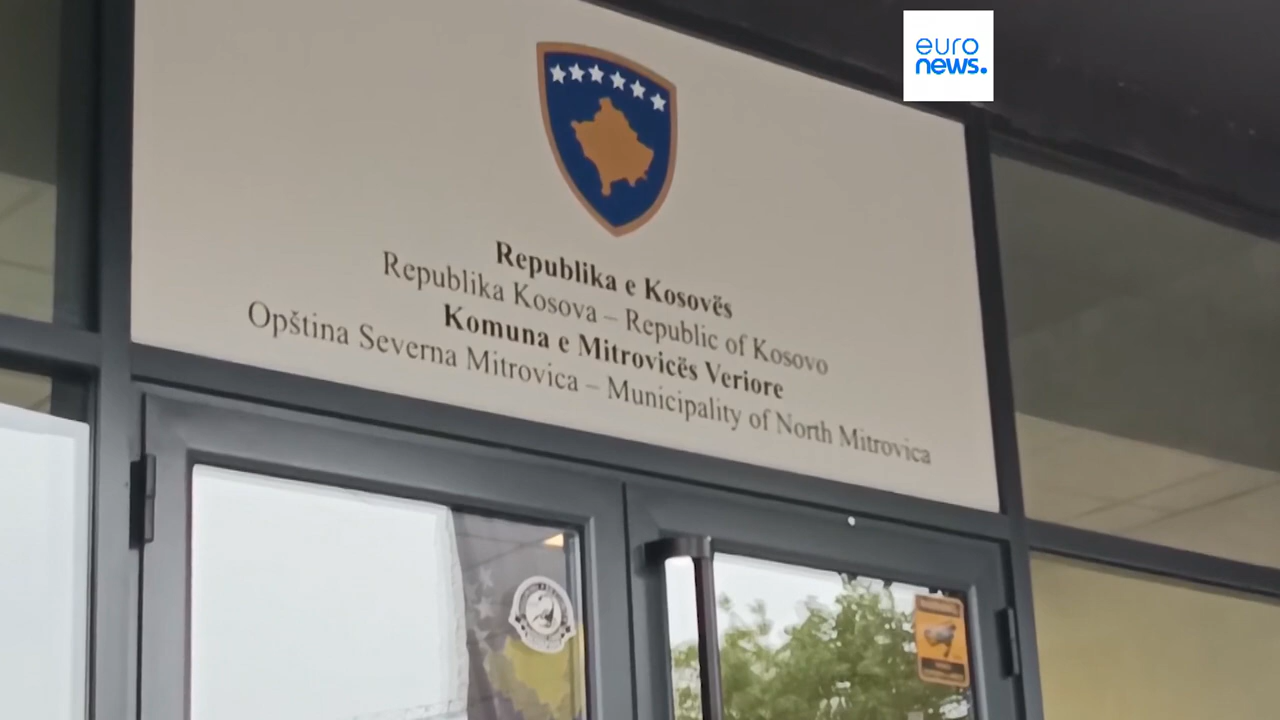 euro
news.
Republika e Kosovës
Republika Kosova – Republic of Kosovo
Komuna e Mitrovicës Veriore
Opština Severna Mitrovica – Municipality of North Mitrovica